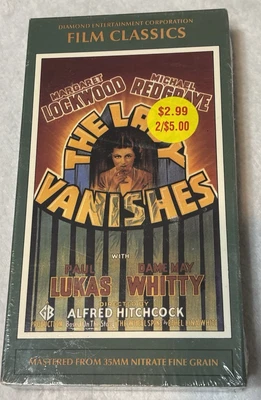 DIAMOND ENTERTAINMENT CORPORATION
FILM CLASSICS
MARGARET LOCKWOOD
MICHAEL REDGRAVE
$2.99
2/$5.00
THE LADY
VANISHES
WITH
PAUL LUKAS
DAME MAY WHITTY
DIRECTED BY
ALFRED HITCHCOCK
GB
MASTERED FROM 35MM NITRATE FINE GRAIN